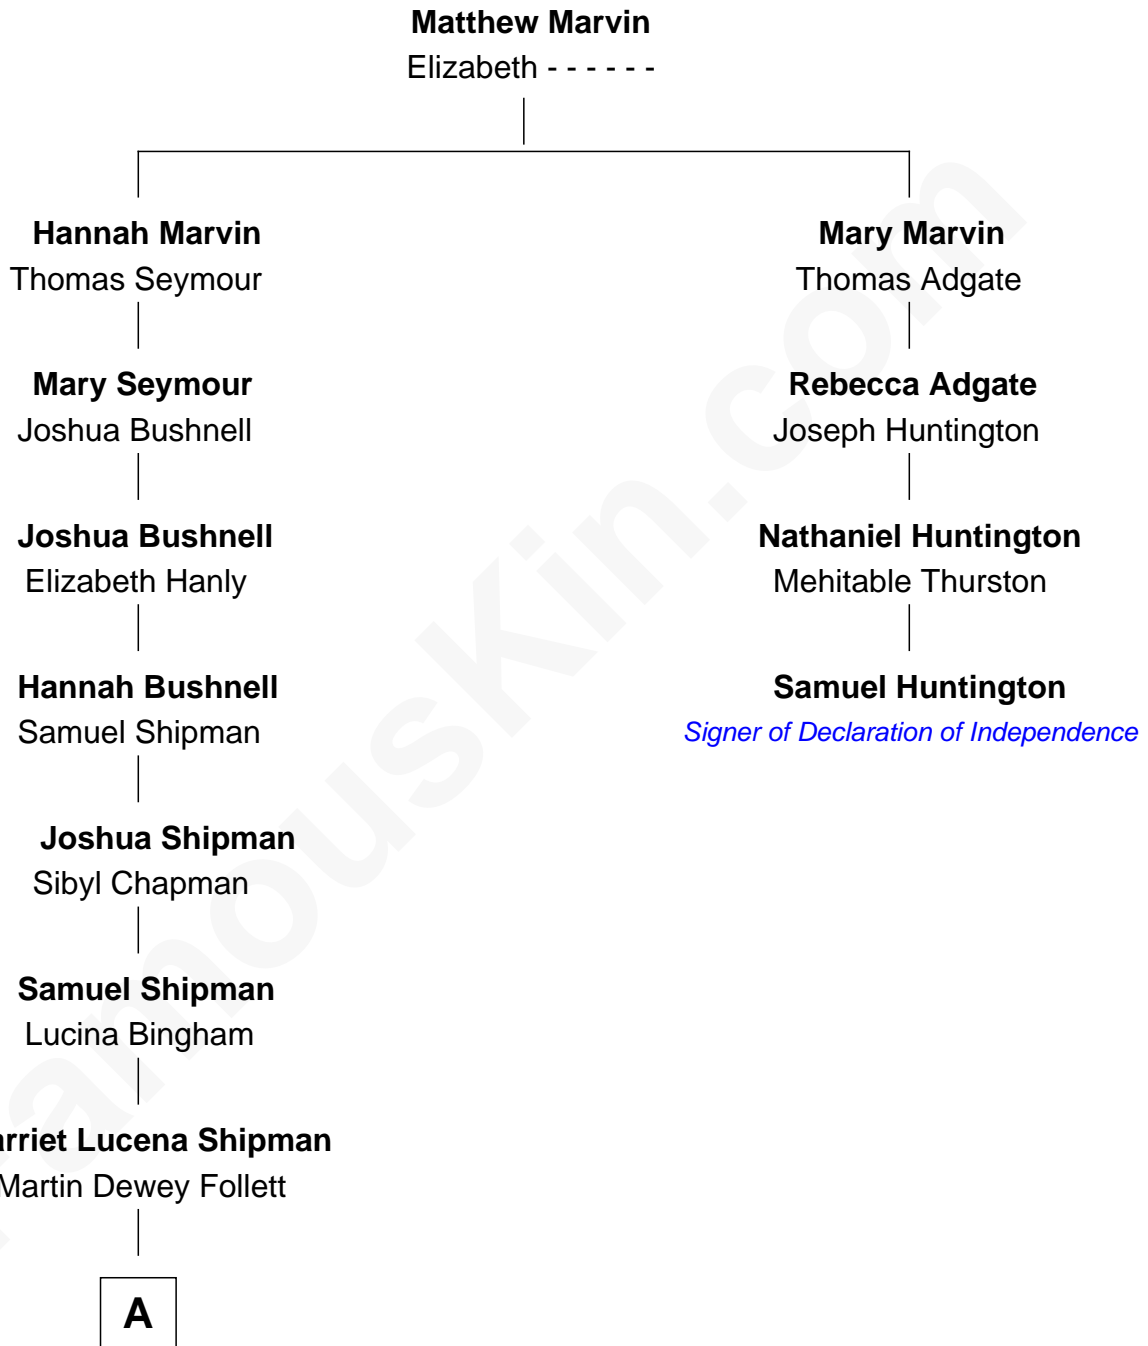 Matthew Marvin
Elizabeth - - - - - -
Hannah Marvin
Thomas Seymour
Mary Marvin
Thomas Adgate
Mary Seymour
Joshua Bushnell
Rebecca Adgate
Joseph Huntington
Joshua Bushnell
Elizabeth Hanly
Nathaniel Huntington
Mehitable Thurston
Hannah Bushnell
Samuel Shipman
Samuel Huntington
Signer of Declaration of Independence
Joshua Shipman
Sibyl Chapman
Samuel Shipman
Lucina Bingham
arriet Lucena Shipman
Martin Dewey Follett
A
FamousKin.com